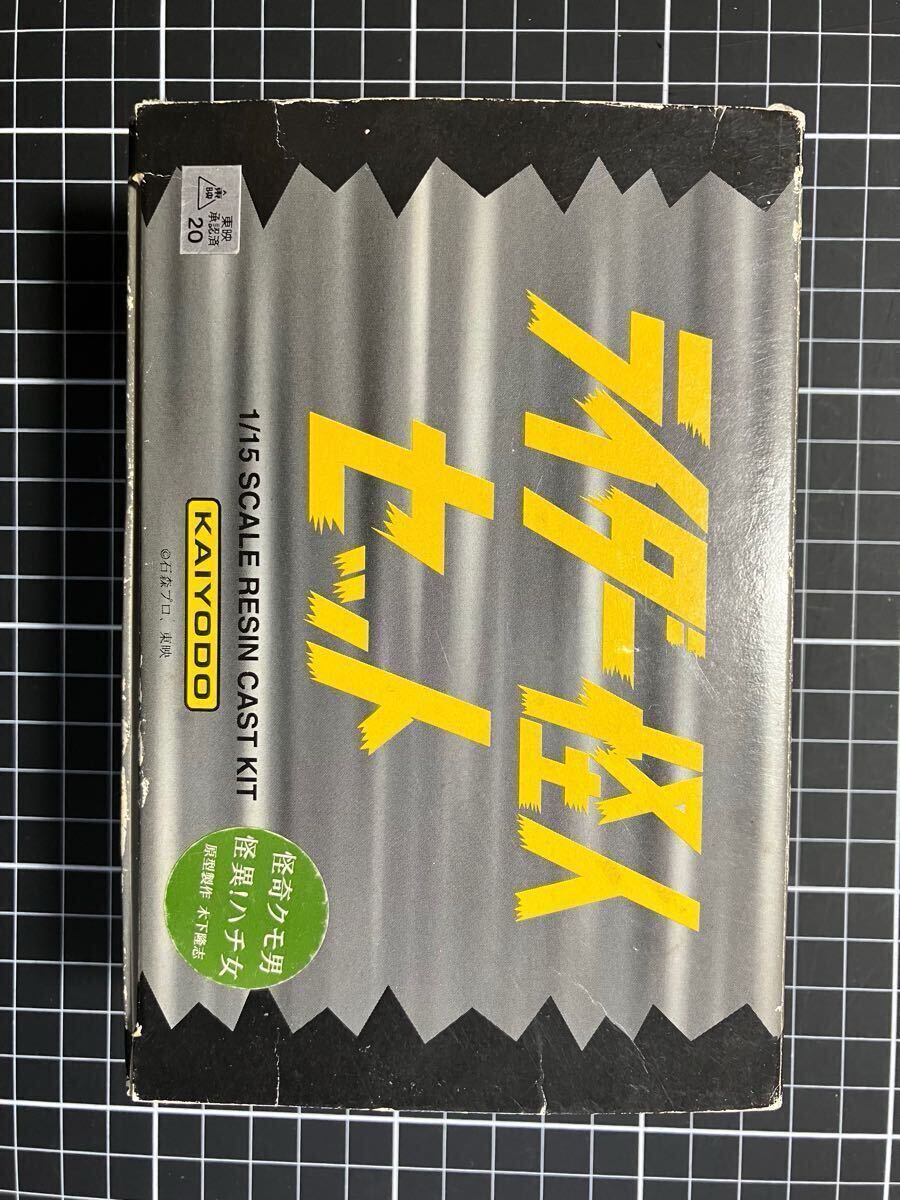 東映
東映
承認済
20
ライダー怪人
セット
1/15 SCALE RESIN CAST KIT
KAIYODO
©石森プロ、東映
怪奇クモ男
怪異!ハチ女
原型製作 木下隆志